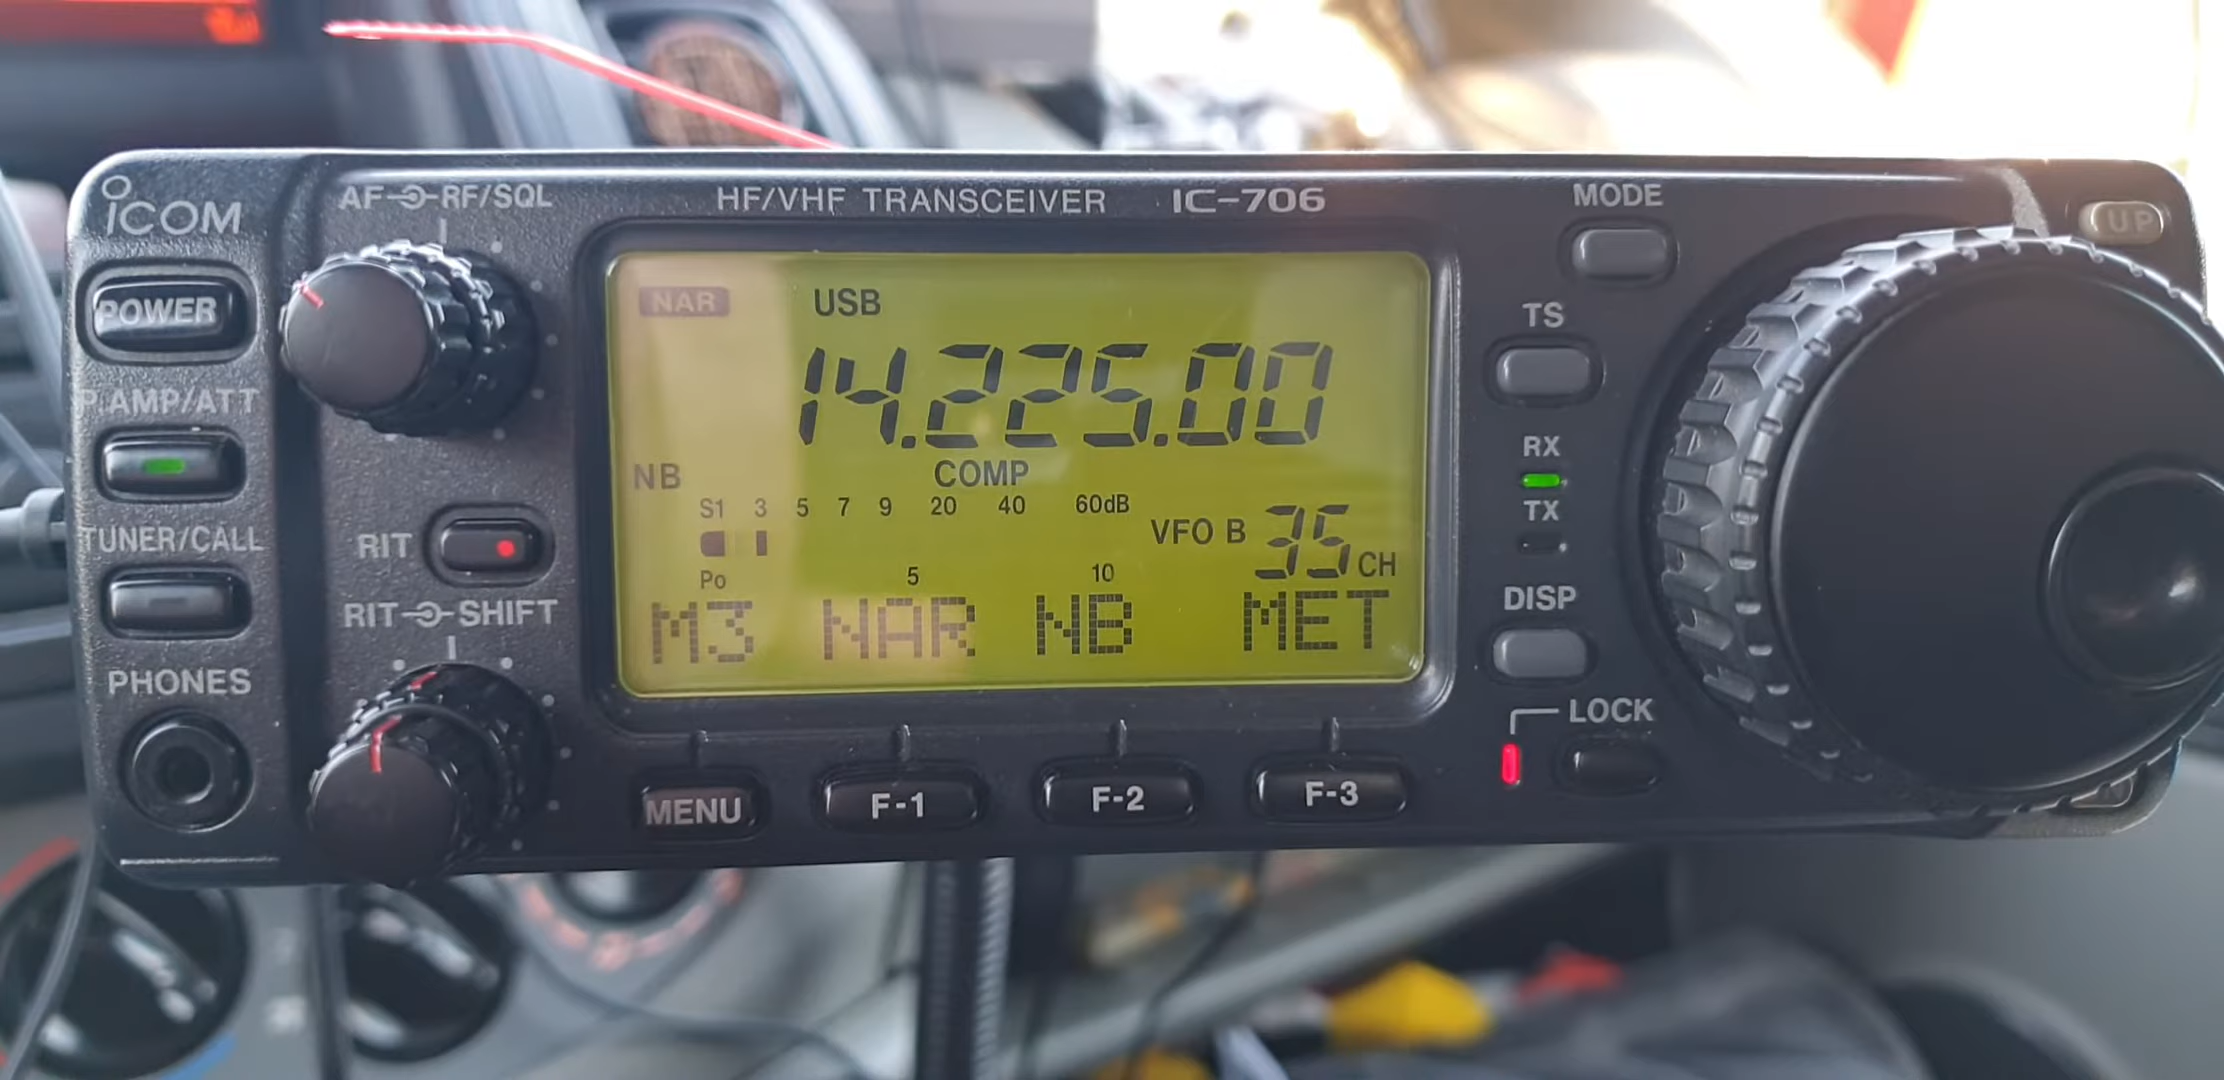 ICOM
AF RF/SQL
HF/VHF TRANSCEIVER IC-706
MODE
UP
POWER
NAR
USB
TS
14.225.00
P.AMP/ATT
RX
NB
COMP
S1 3 5 7 9 20 40 60dB
TX
VFO B 35 CH
TUNER/CALL
RIT
Po 5 10
RIT SHIFT
M3 NAR NB MET
DISP
PHONES
LOCK
MENU F-1 F-2 F-3